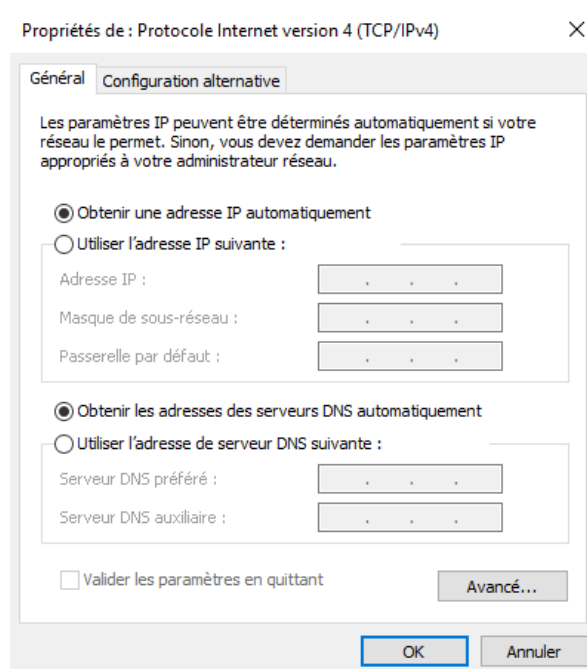 Propriétés de : Protocole Internet version 4 (TCP/IPv4)
Général
Configuration alternative
Les paramètres IP peuvent être déterminés automatiquement si votre
réseau le permet. Sinon, vous devez demander les paramètres IP
appropriés à votre administrateur réseau.
Obtenir une adresse IP automatiquement
Utiliser l'adresse IP suivante :
Adresse IP :
Masque de sous-réseau :
Passerelle par défaut :
Obtenir les adresses des serveurs DNS automatiquement
Utiliser l'adresse de serveur DNS suivante :
Serveur DNS préféré :
Serveur DNS auxiliaire :
Valider les paramètres en quittant
Avancé...
OK
Annuler